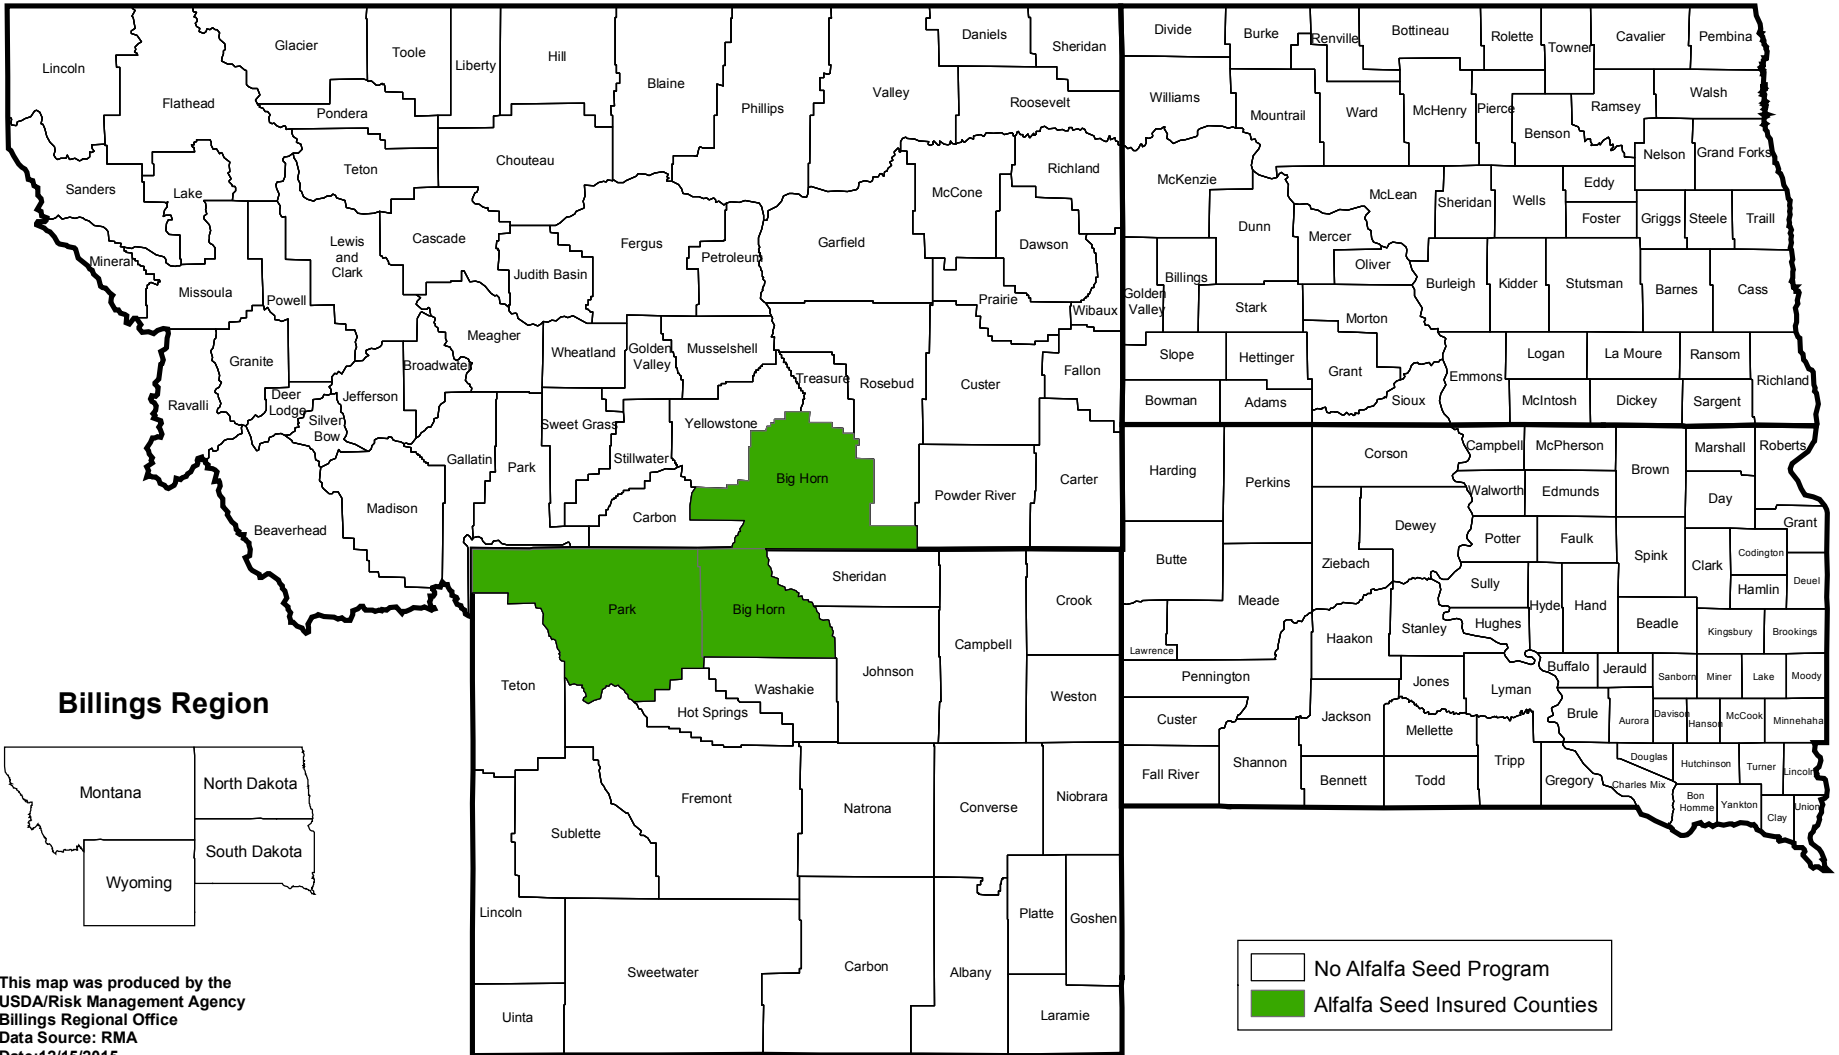 Lincoln
Flathead
Glacier
Toole
Liberty
Hill
Blaine
Phillips
Valley
Daniels
Sheridan
Roosevelt
Pondera
Teton
Chouteau
Sanders
Lake
McCone
Richland
Mineral
Missoula
Powell
Lewis
and
Clark
Cascade
Judith Basin
Fergus
Petroleum
Garfield
Dawson
Prairie
Wibaux
Granite
Meagher
Broadwater
Wheatland
Golden
Valley
Musselshell
Treasure
Rosebud
Custer
Fallon
Ravalli
Deer
Lodge
Silver
Bow
Jefferson
Sweet Grass
Yellowstone
Stillwater
Gallatin
Park
Big Horn
Carter
Powder River
Carbon
Madison
Beaverhead
Divide
Burke
Renville
Bottineau
Rolette
Towner
Cavalier
Pembina
Williams
Mountrail
Ward
McHenry
Pierce
Benson
Ramsey
Walsh
Nelson
Grand Forks
McKenzie
McLean
Sheridan
Wells
Eddy
Foster
Griggs
Steele
Traill
Dunn
Mercer
Oliver
Billings
Golden
Valley
Stark
Morton
Burleigh
Kidder
Stutsman
Barnes
Cass
Slope
Hettinger
Grant
Emmons
Logan
La Moure
Ransom
Richland
Bowman
Adams
Sioux
McIntosh
Dickey
Sargent
Harding
Perkins
Corson
Campbell
McPherson
Brown
Marshall
Roberts
Walworth
Edmunds
Day
Grant
Butte
Ziebach
Dewey
Potter
Faulk
Spink
Clark
Codington
Hamlin
Deuel
Meade
Sully
Hyde
Hand
Beadle
Kingsbury
Brookings
Lawrence
Haakon
Stanley
Hughes
Pennington
Jones
Lyman
Buffalo
Jerauld
Sanborn
Miner
Lake
Moody
Custer
Jackson
Mellette
Brule
Aurora
Davison
Hanson
McCook
Minnehaha
Fall River
Shannon
Bennett
Todd
Tripp
Gregory
Douglas
Charles Mix
Hutchinson
Turner
Lincoln
Bon
Homme
Yankton
Clay
Union
Park
Big Horn
Sheridan
Crook
Campbell
Johnson
Teton
Washakie
Hot Springs
Weston
Fremont
Natrona
Converse
Niobrara
Sublette
Lincoln
Platte
Goshen
Sweetwater
Carbon
Albany
Uinta
Laramie
Billings Region
Montana
North Dakota
South Dakota
Wyoming
This map was produced by the
USDA/Risk Management Agency
Billings Regional Office
Data Source: RMA
Date:12/15/2015
No Alfalfa Seed Program
Alfalfa Seed Insured Counties